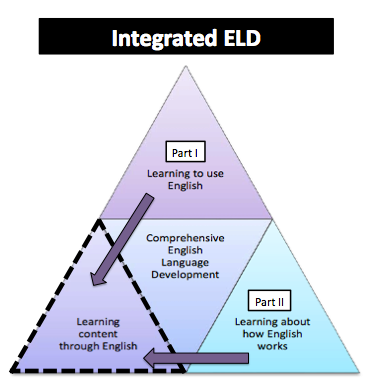 Integrated ELD
Part I
Learning to use
English
Comprehensive
English
Language
Development
Part II
Learning
content
through English
Learning about
how English
works